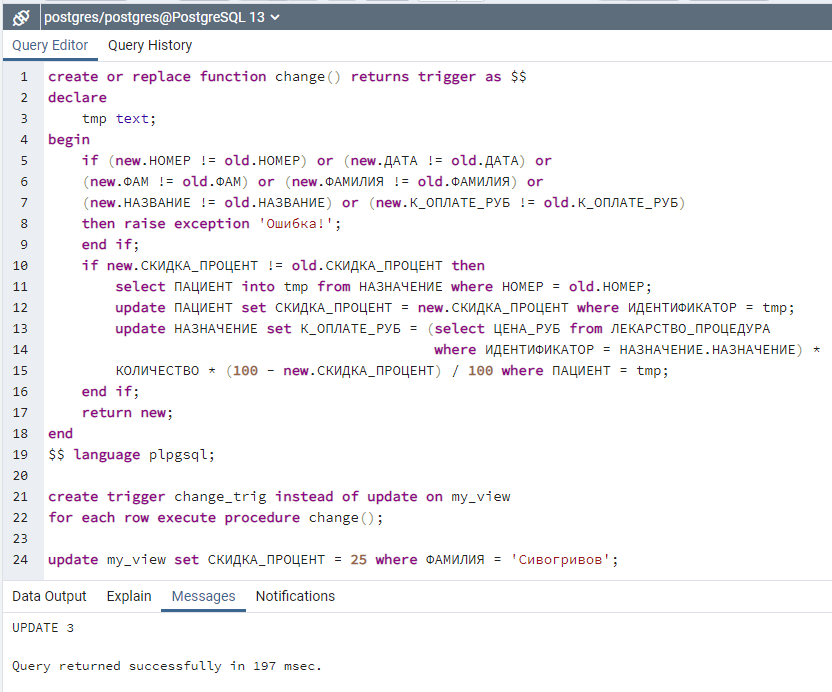 postgres/postgres@PostgreSQL 13
Query Editor Query History
1 create or replace function change() returns trigger as $$
2 declare
3 tmp text;
4 begin
5 if (new.НОМЕР != old.НОМЕР) or (new.ДАТА != old.ДАТА) or
6 (new.ФАМ != old.ФАМ) or (new.ФАМИЛИЯ != old.ФАМИЛИЯ) or
7 (new.НАЗВАНИЕ != old.НАЗВАНИЕ) or (new.К_ОПЛАТЕ_РУБ != old.К_ОПЛАТЕ_РУБ)
8 then raise exception 'Ошибка!';
9 end if;
10 if new.СКИДКА_ПРОЦЕНТ != old.СКИДКА_ПРОЦЕНТ then
11 select ПАЦИЕНТ into tmp from НАЗНАЧЕНИЕ where НОМЕР = old.НОМЕР;
12 update ПАЦИЕНТ set СКИДКА_ПРОЦЕНТ = new.СКИДКА_ПРОЦЕНТ where ИДЕНТИФИКАТОР = tmp;
13 update НАЗНАЧЕНИЕ set К_ОПЛАТЕ_РУБ = (select ЦЕНА_РУБ from ЛЕКАРСТВО_ПРОЦЕДУРА
14 where ИДЕНТИФИКАТОР = НАЗНАЧЕНИЕ.НАЗНАЧЕНИЕ) *
15 КОЛИЧЕСТВО * (100 - new.СКИДКА_ПРОЦЕНТ) / 100 where ПАЦИЕНТ = tmp;
16 end if;
17 return new;
18 end
19 $$ language plpgsql;
20
21 create trigger change_trig instead of update on my_view
22 for each row execute procedure change();
23
24 update my_view set СКИДКА_ПРОЦЕНТ = 25 where ФАМИЛИЯ = 'Сивогривов';
Data Output Explain Messages Notifications
UPDATE 3
Query returned successfully in 197 msec.